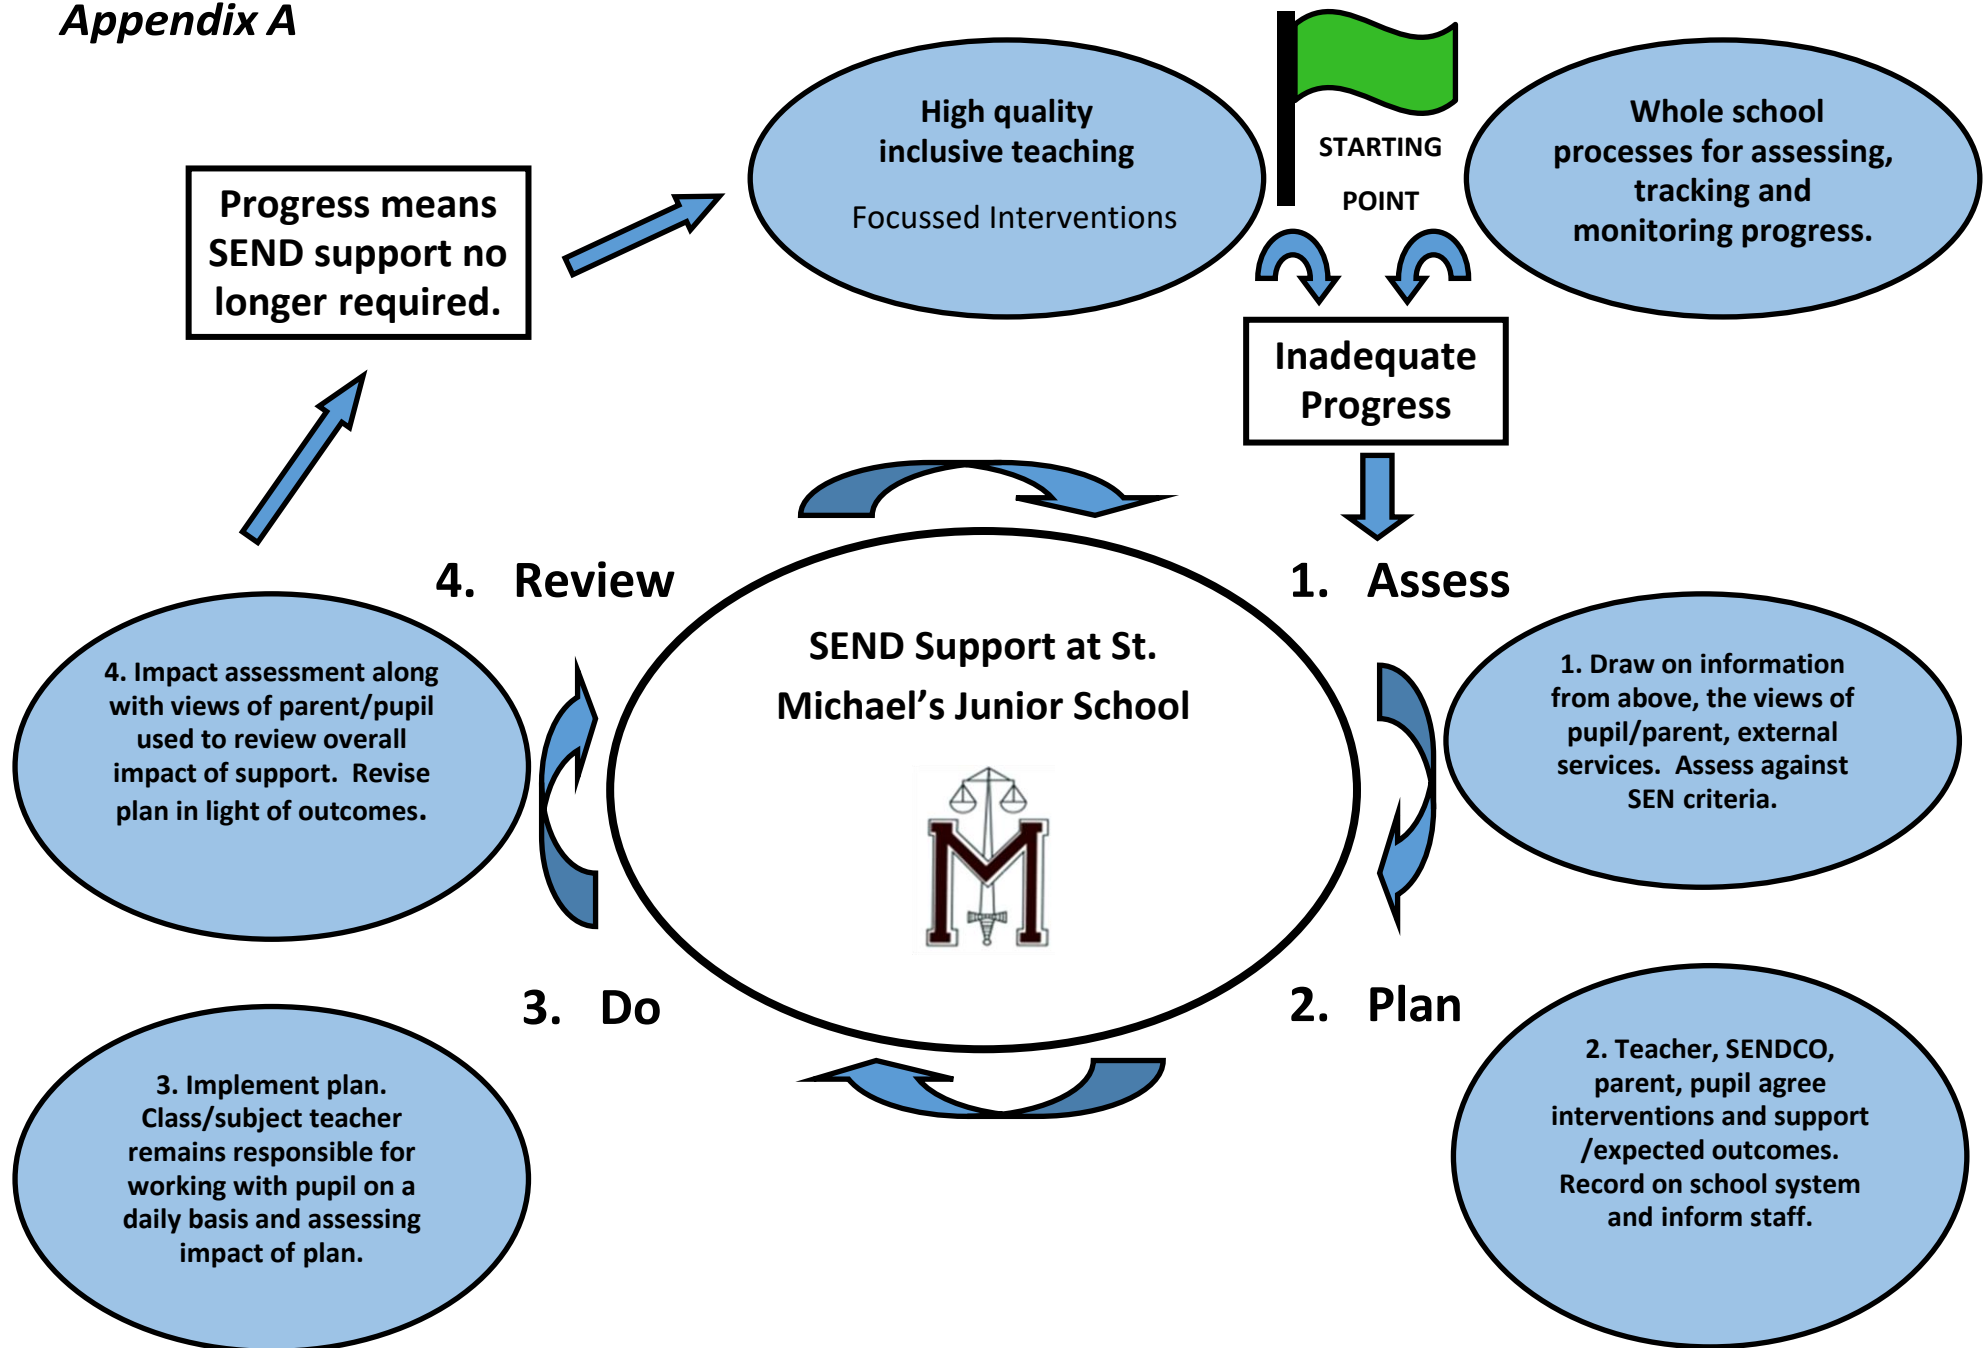 Appendix A
High quality
inclusive teaching
Focussed Interventions
STARTING
POINT
Whole school
processes for assessing,
tracking and
monitoring progress.
Progress means
SEND support no
longer required.
Inadequate
Progress
4. Review
1. Assess
SEND Support at St.
Michael's Junior School
M
4. Impact assessment along
with views of parent/pupil
used to review overall
impact of support. Revise
plan in light of outcomes.
1. Draw on information
from above, the views of
pupil/parent, external
services. Assess against
SEN criteria.
3. Do
2. Plan
3. Implement plan.
Class/subject teacher
remains responsible for
working with pupil on a
daily basis and assessing
impact of plan.
2. Teacher, SENDCO,
parent, pupil agree
interventions and support
/expected outcomes.
Record on school system
and inform staff.